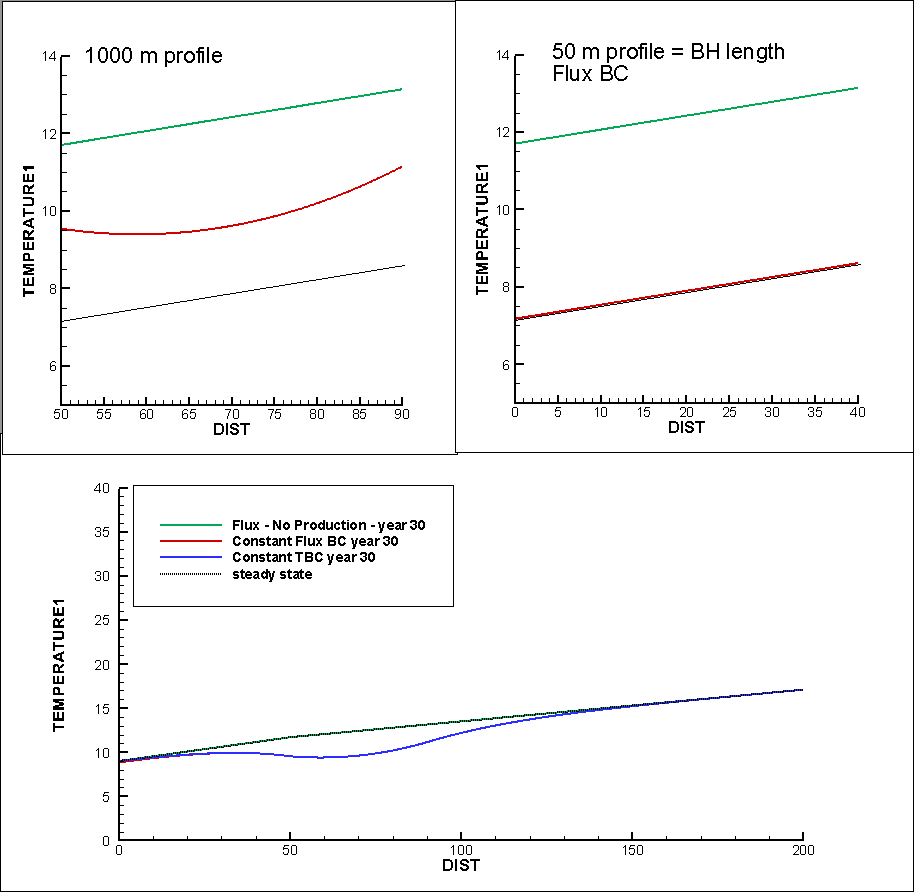 1000 m profile
14
12
10
8
6
TEMPERATURE1
50 55 60 65 70 75 80 85 90
DIST
50 m profile = BH length
Flux BC
14
12
10
8
6
TEMPERATURE1
0 5 10 15 20 25 30 35 40
DIST
40
35
30
25
20
15
10
5
0
TEMPERATURE1
Flux - No Production - year 30
Constant Flux BC year 30
Constant TBC year 30
steady state
0 50 100 150 200
DIST